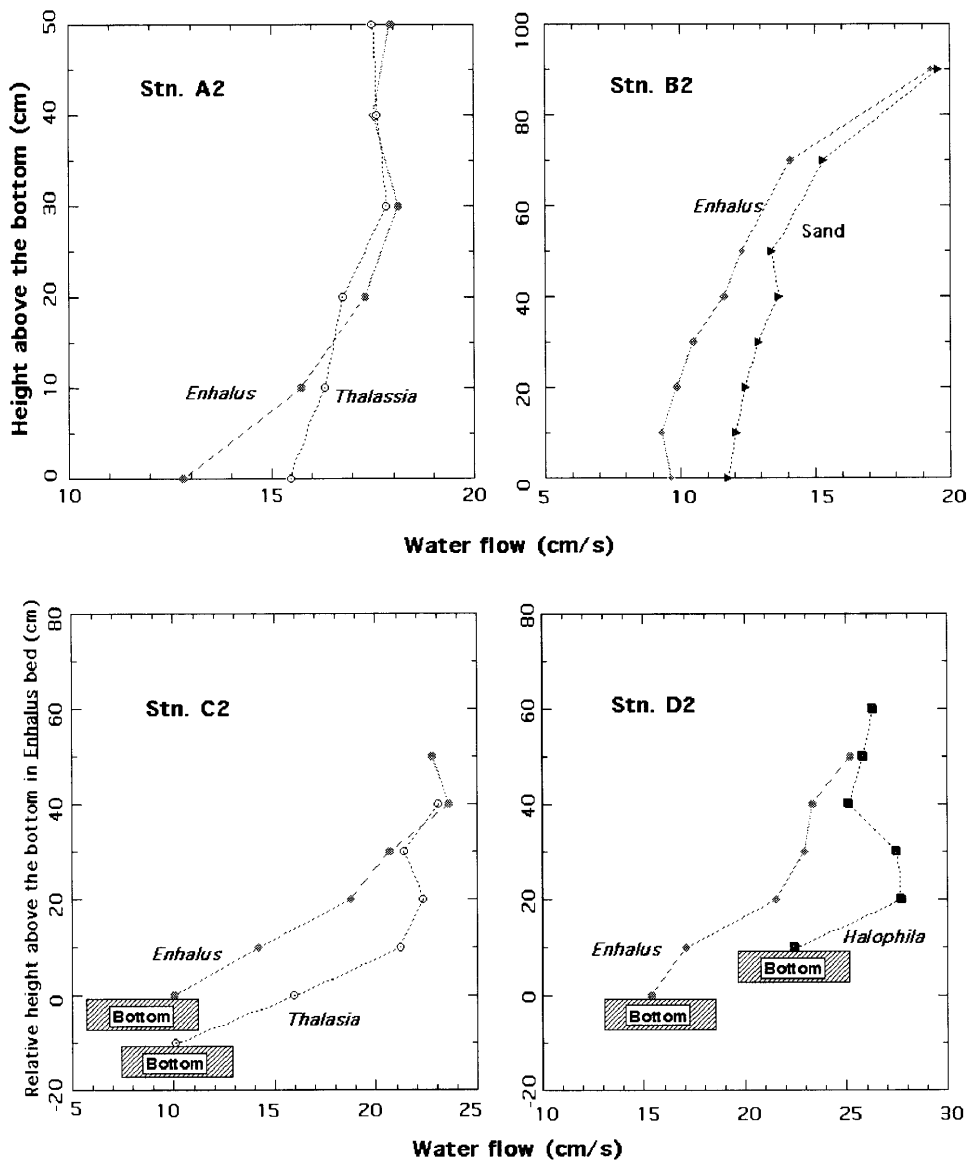 Height above the bottom (cm)
50
40
30
20
10
0
Stn. A2
Enhalus
Thalassia
10
15
20
100
80
60
40
20
0
Stn. B2
Enhalus
Sand
5
10
15
20
Water flow (cm/s)
Relative height above the bottom in Enhalus bed (cm)
80
60
40
20
0
-20
Stn. C2
Enhalus
Thalasia
Bottom
Bottom
5
10
15
20
25
80
60
40
20
0
-20
Stn. D2
Enhalus
Halophila
Bottom
Bottom
10
15
20
25
30
Water flow (cm/s)